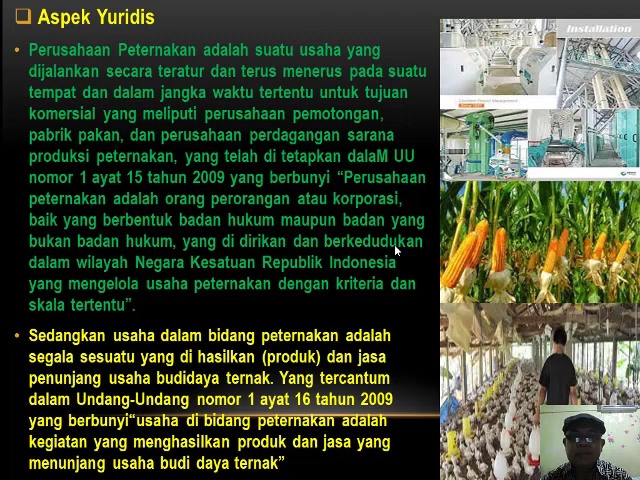 Aspek Yuridis
Installation
• Perusahaan Peternakan adalah suatu usaha yang
dijalankan secara teratur dan terus menerus pada suatu
tempat dan dalam jangka waktu tertentu untuk tujuan
komersial yang meliputi perusahaan pemotongan,
pabrik pakan, dan perusahaan perdagangan sarana
produksi peternakan, yang telah di tetapkan dalaM UU
nomor 1 ayat 15 tahun 2009 yang berbunyi “Perusahaan
peternakan adalah orang perorangan atau korporasi,
baik yang berbentuk badan hukum maupun badan yang
bukan badan hukum, yang di dirikan dan berkedudukan
dalam wilayah Negara Kesatuan Republik Indonesia
yang mengelola usaha peternakan dengan kriteria dan
skala tertentu”.
• Sedangkan usaha dalam bidang peternakan adalah
segala sesuatu yang di hasilkan (produk) dan jasa
penunjang usaha budidaya ternak. Yang tercantum
dalam Undang-Undang nomor 1 ayat 16 tahun 2009
yang berbunyi“usaha di bidang peternakan adalah
kegiatan yang menghasilkan produk dan jasa yang
menunjang usaha budi daya ternak”